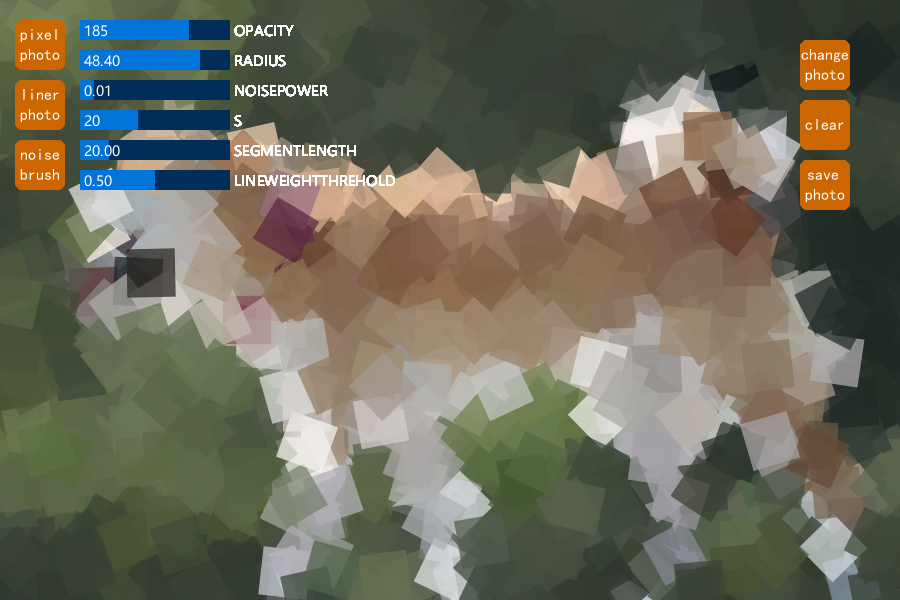 pixel
photo
185 OPACITY
48.40 RADIUS
liner
photo
0.01 NOISEPOWER
20 S
noise
brush
20.00 SEGMENTLENGTH
0.50 LINEWEIGHTTHREHOLD
change
photo
clear
save
photo